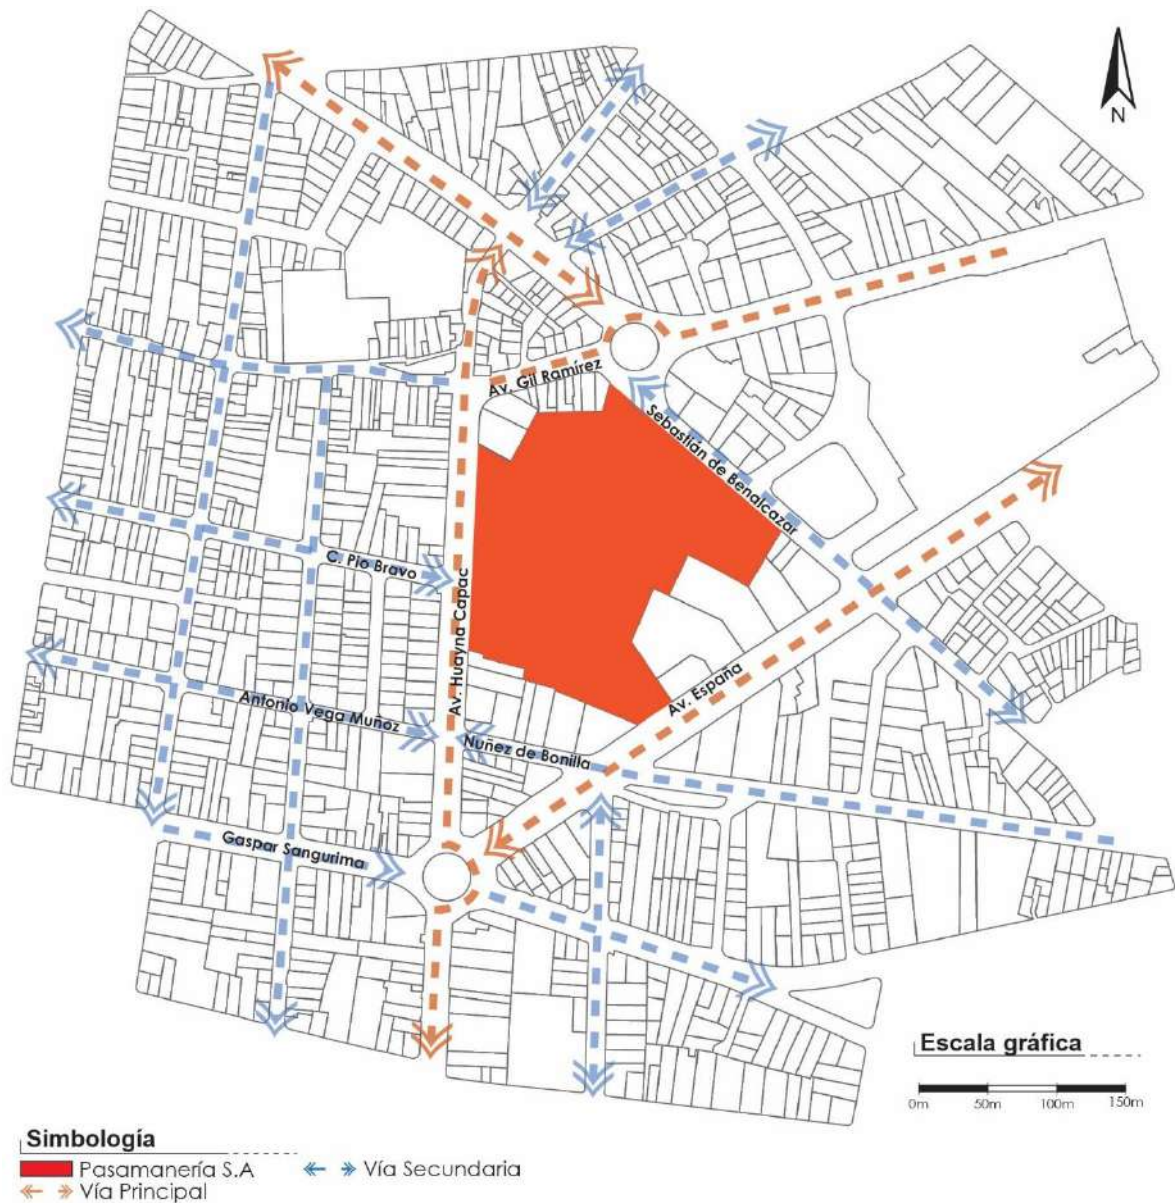 N
Av. Gil Ramírez
Sebastián de Benalcazar
C. Pio Bravo
Av. Huayna Capac
Av. España
Antonio Vega Muñoz
Nuñez de Bonilla
Gaspar Sangurima
Escala gráfica
0m 50m 100m 150m
Simbología
Pasamanería S.A
Vía Secundaria
Vía Principal